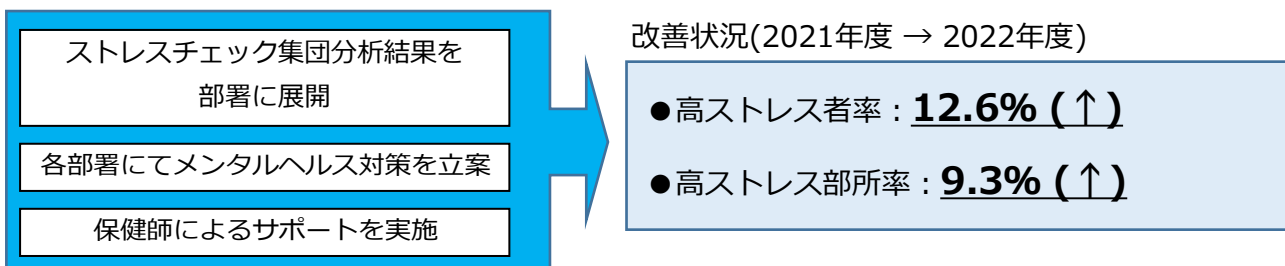 ストレスチェック集団分析結果を
部署に展開
各部署にてメンタルヘルス対策を立案
保健師によるサポートを実施
改善状況(2021年度 → 2022年度)
●高ストレス者率：12.6% (↑)
●高ストレス部所率：9.3% (↑)